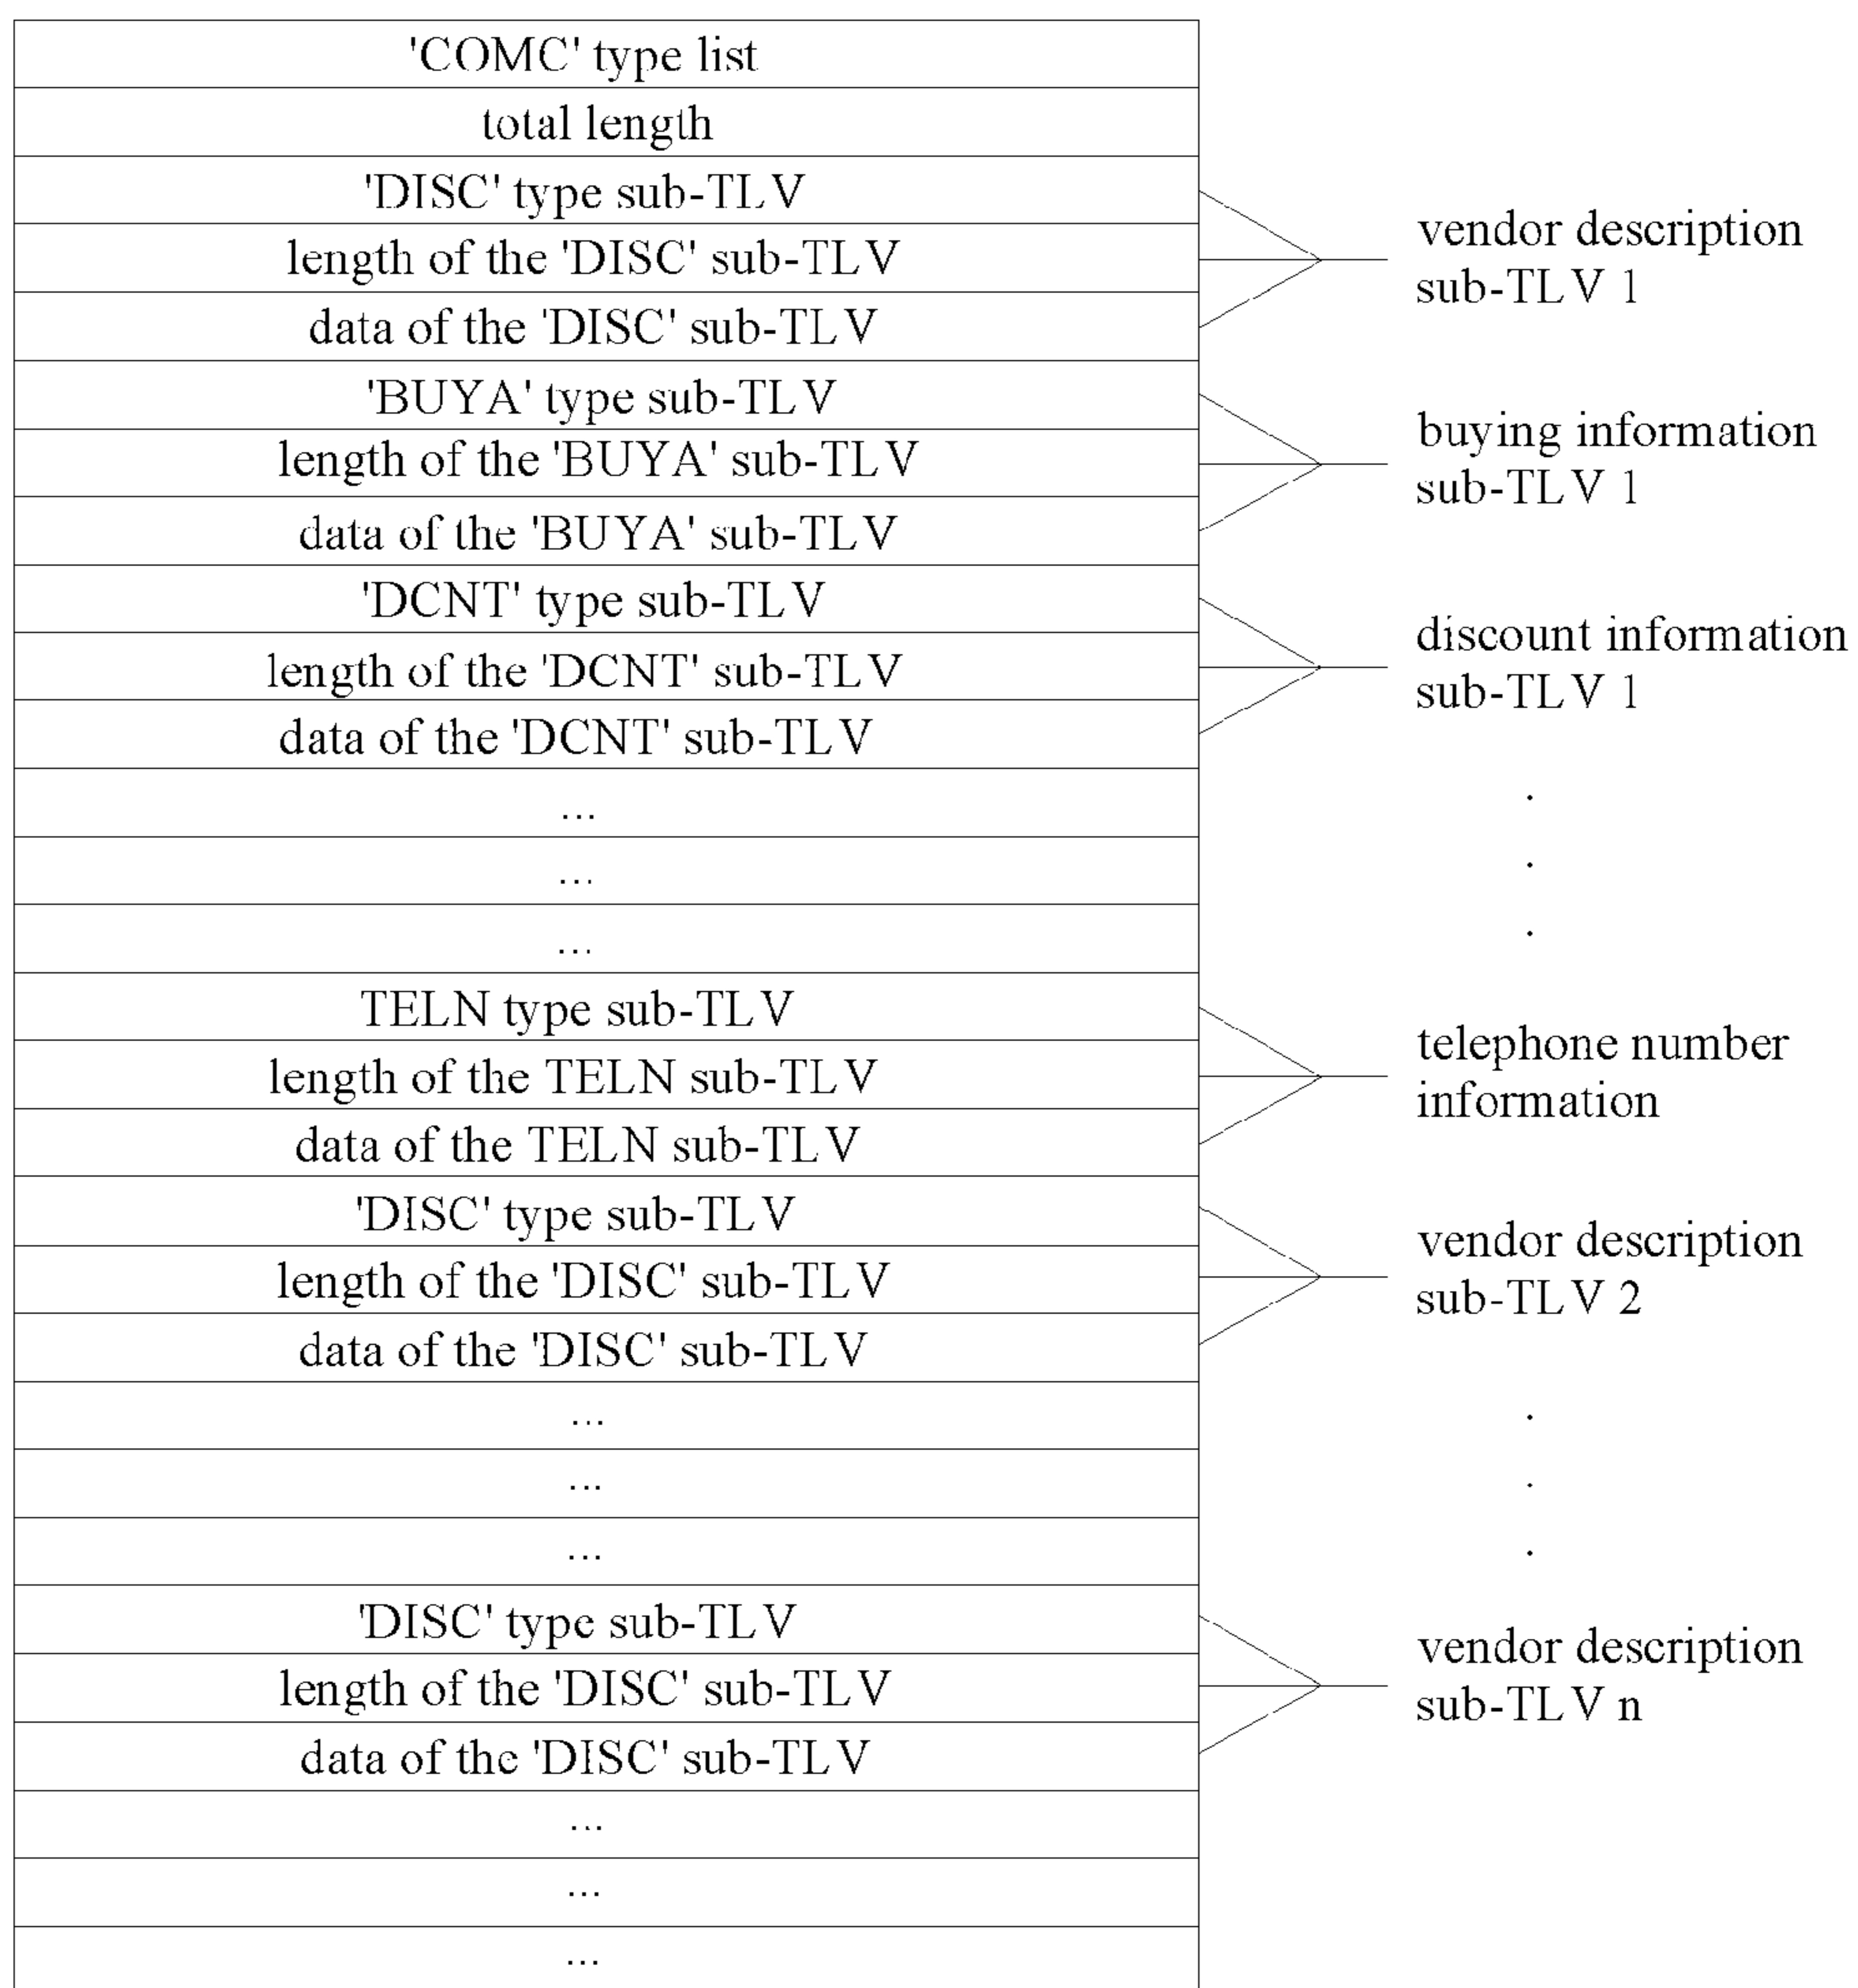 'COMC' type list
total length
'DISC' type sub-TLV
length of the 'DISC' sub-TLV
data of the 'DISC' sub-TLV
vendor description
sub-TLV 1
'BUYA' type sub-TLV
length of the 'BUYA' sub-TLV
data of the 'BUYA' sub-TLV
buying information
sub-TLV 1
'DCNT' type sub-TLV
length of the 'DCNT' sub-TLV
data of the 'DCNT' sub-TLV
discount information
sub-TLV 1
...
...
...
.
.
.
TELN type sub-TLV
length of the TELN sub-TLV
data of the TELN sub-TLV
telephone number
information
'DISC' type sub-TLV
length of the 'DISC' sub-TLV
data of the 'DISC' sub-TLV
vendor description
sub-TLV 2
...
...
...
.
.
.
'DISC' type sub-TLV
length of the 'DISC' sub-TLV
data of the 'DISC' sub-TLV
vendor description
sub-TLV n
...
...
...